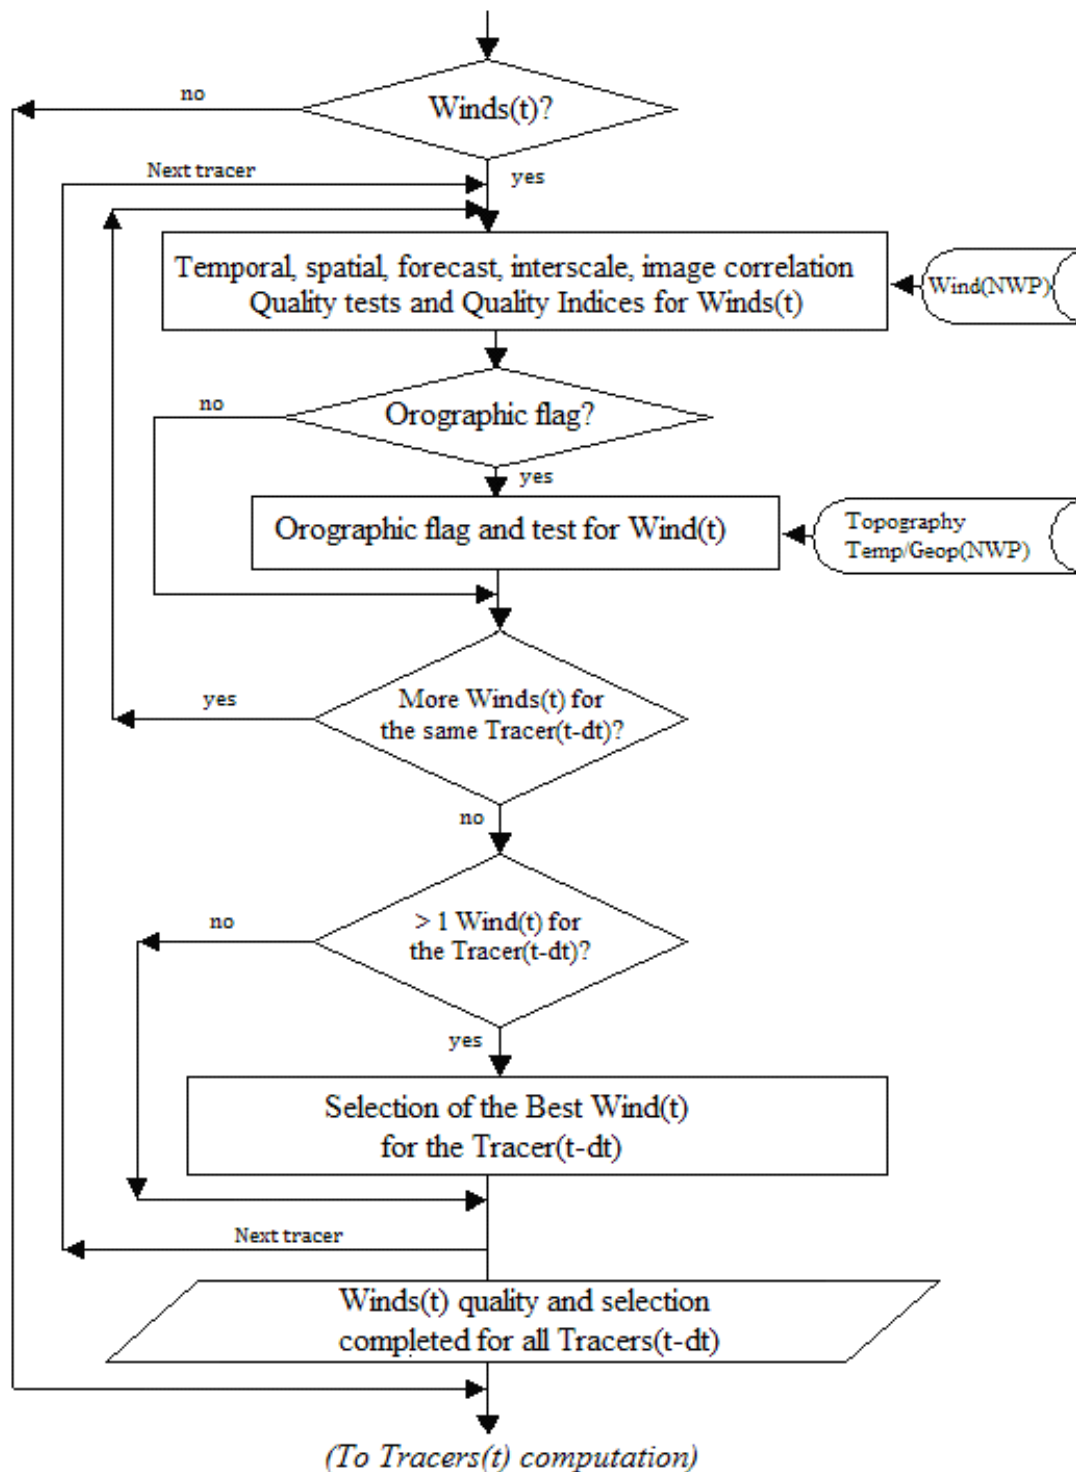 no
Winds(t)?
Next tracer
yes
Temporal, spatial, forecast, interscale, image correlation
Quality tests and Quality Indices for Winds(t)
Wind(NWP)
no
Orographic flag?
yes
Orographic flag and test for Wind(t)
Topography
Temp/Geop(NWP)
yes
More Winds(t) for
the same Tracer(t-dt)?
no
no
> 1 Wind(t) for
the Tracer(t-dt)?
yes
Selection of the Best Wind(t)
for the Tracer(t-dt)
Next tracer
Winds(t) quality and selection
completed for all Tracers(t-dt)
(To Tracers(t) computation)